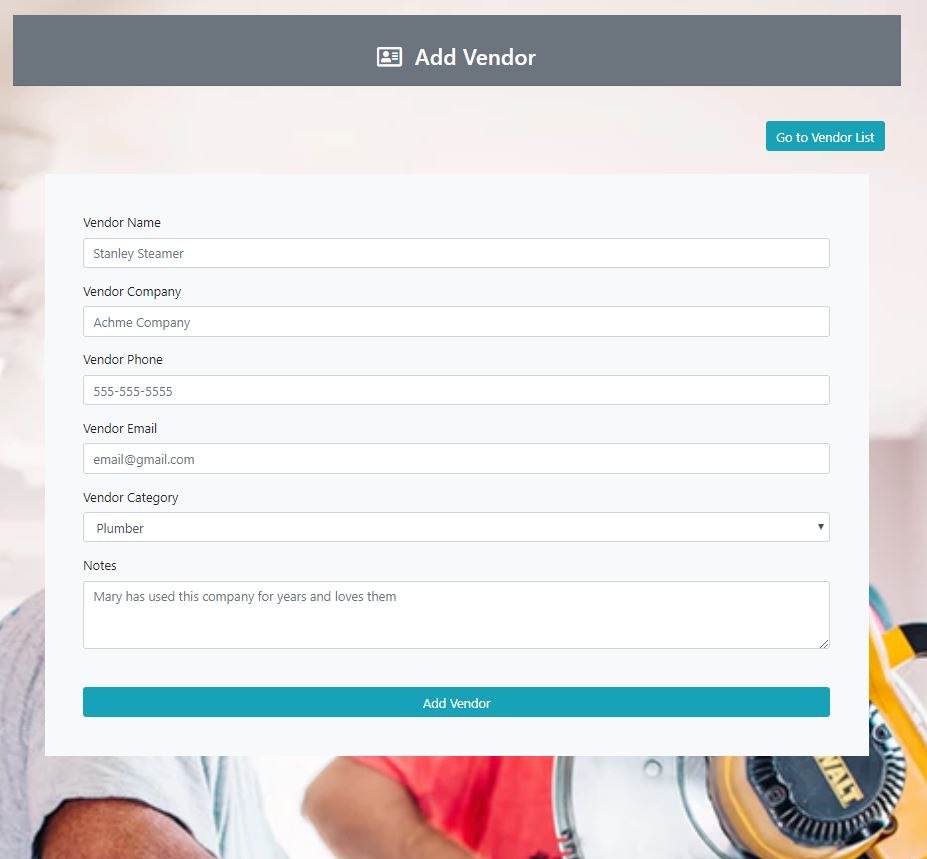 Add Vendor
Go to Vendor List
Vendor Name
Stanley Steamer
Vendor Company
Achme Company
Vendor Phone
555-555-5555
Vendor Email
email@gmail.com
Vendor Category
Plumber
Notes
Mary has used this company for years and loves them
Add Vendor
WALT